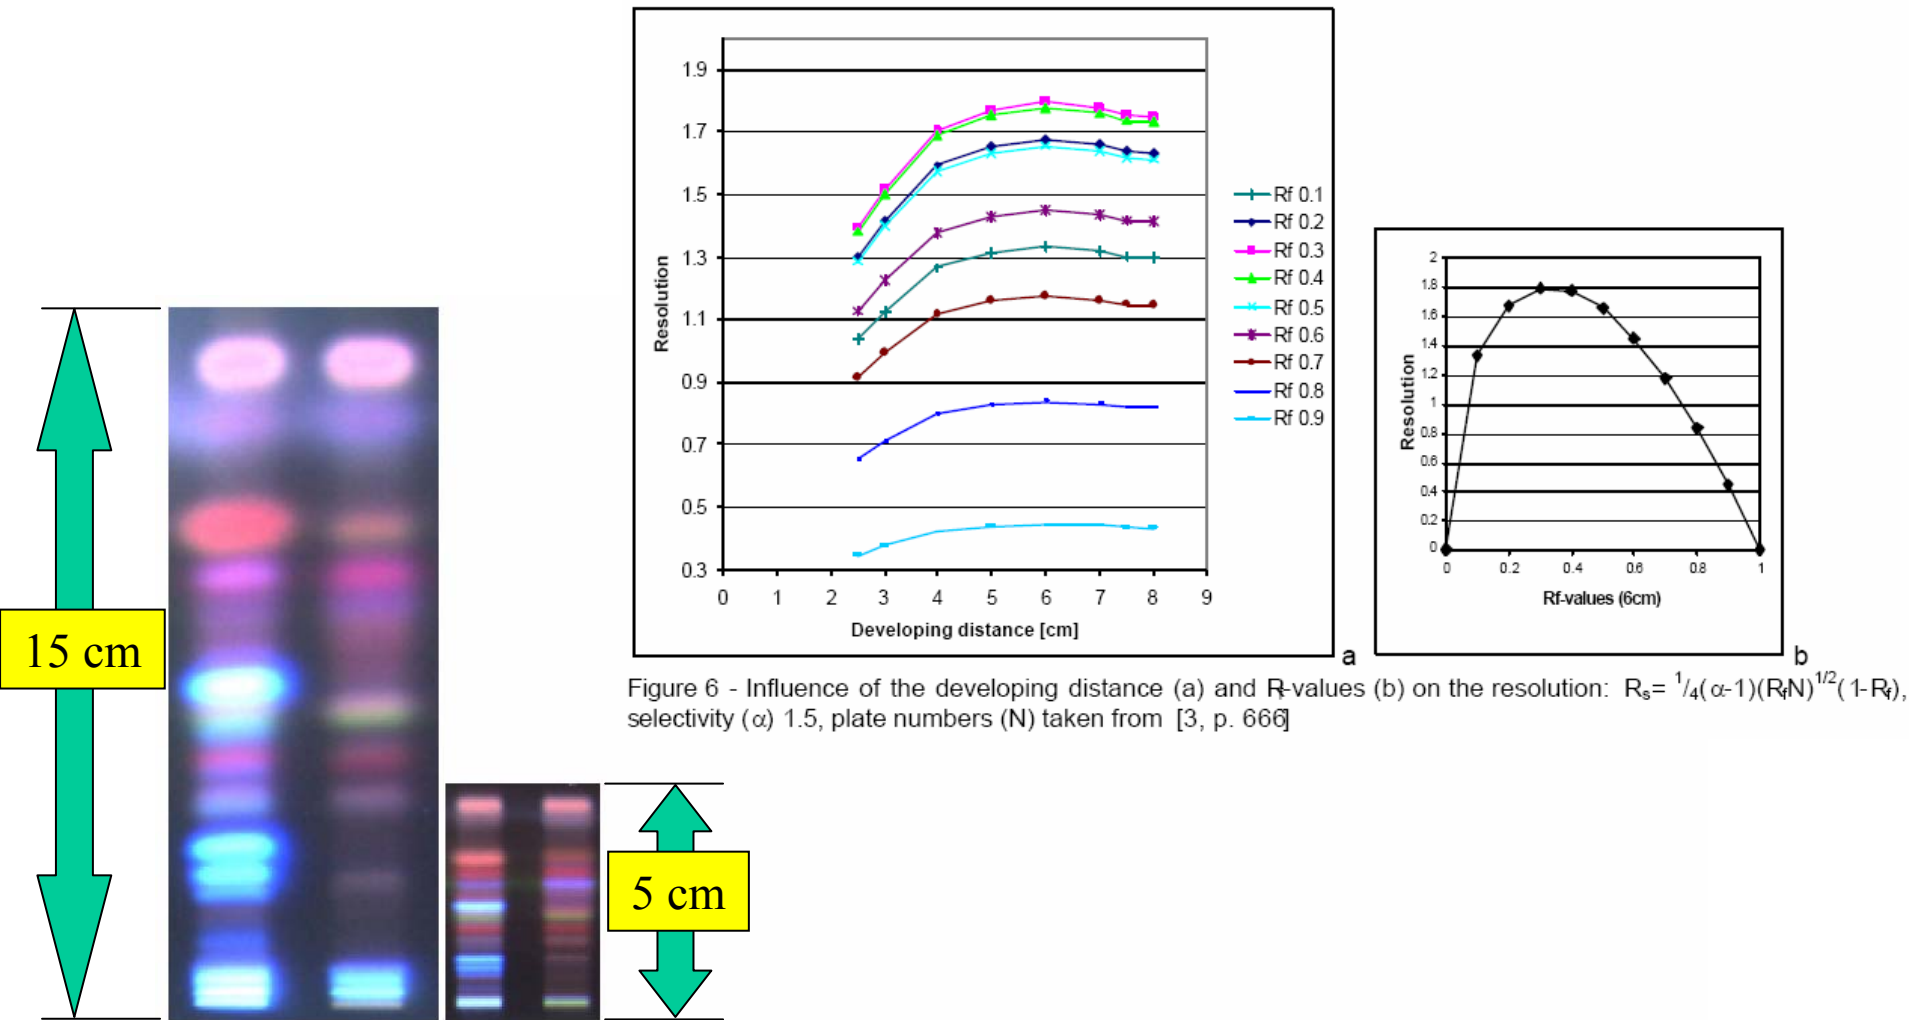 15 cm
5 cm
1.9
1.7
1.5
1.3
1.1
0.9
0.7
0.5
0.3
0 1 2 3 4 5 6 7 8 9
Resolution
Developing distance [cm]
Rf 0.1
Rf 0.2
Rf 0.3
Rf 0.4
Rf 0.5
Rf 0.6
Rf 0.7
Rf 0.8
Rf 0.9
a
2
1.8
1.6
1.4
1.2
1
0.8
0.6
0.4
0.2
0
0 0.2 0.4 0.6 0.8 1
Resolution
Rf-values (6cm)
b
Figure 6 - Influence of the developing distance (a) and Rf-values (b) on the resolution: Rs= 1/4(α-1)(RfN)1/2(1-Rf),
selectivity (α) 1.5, plate numbers (N) taken from [3, p. 666]